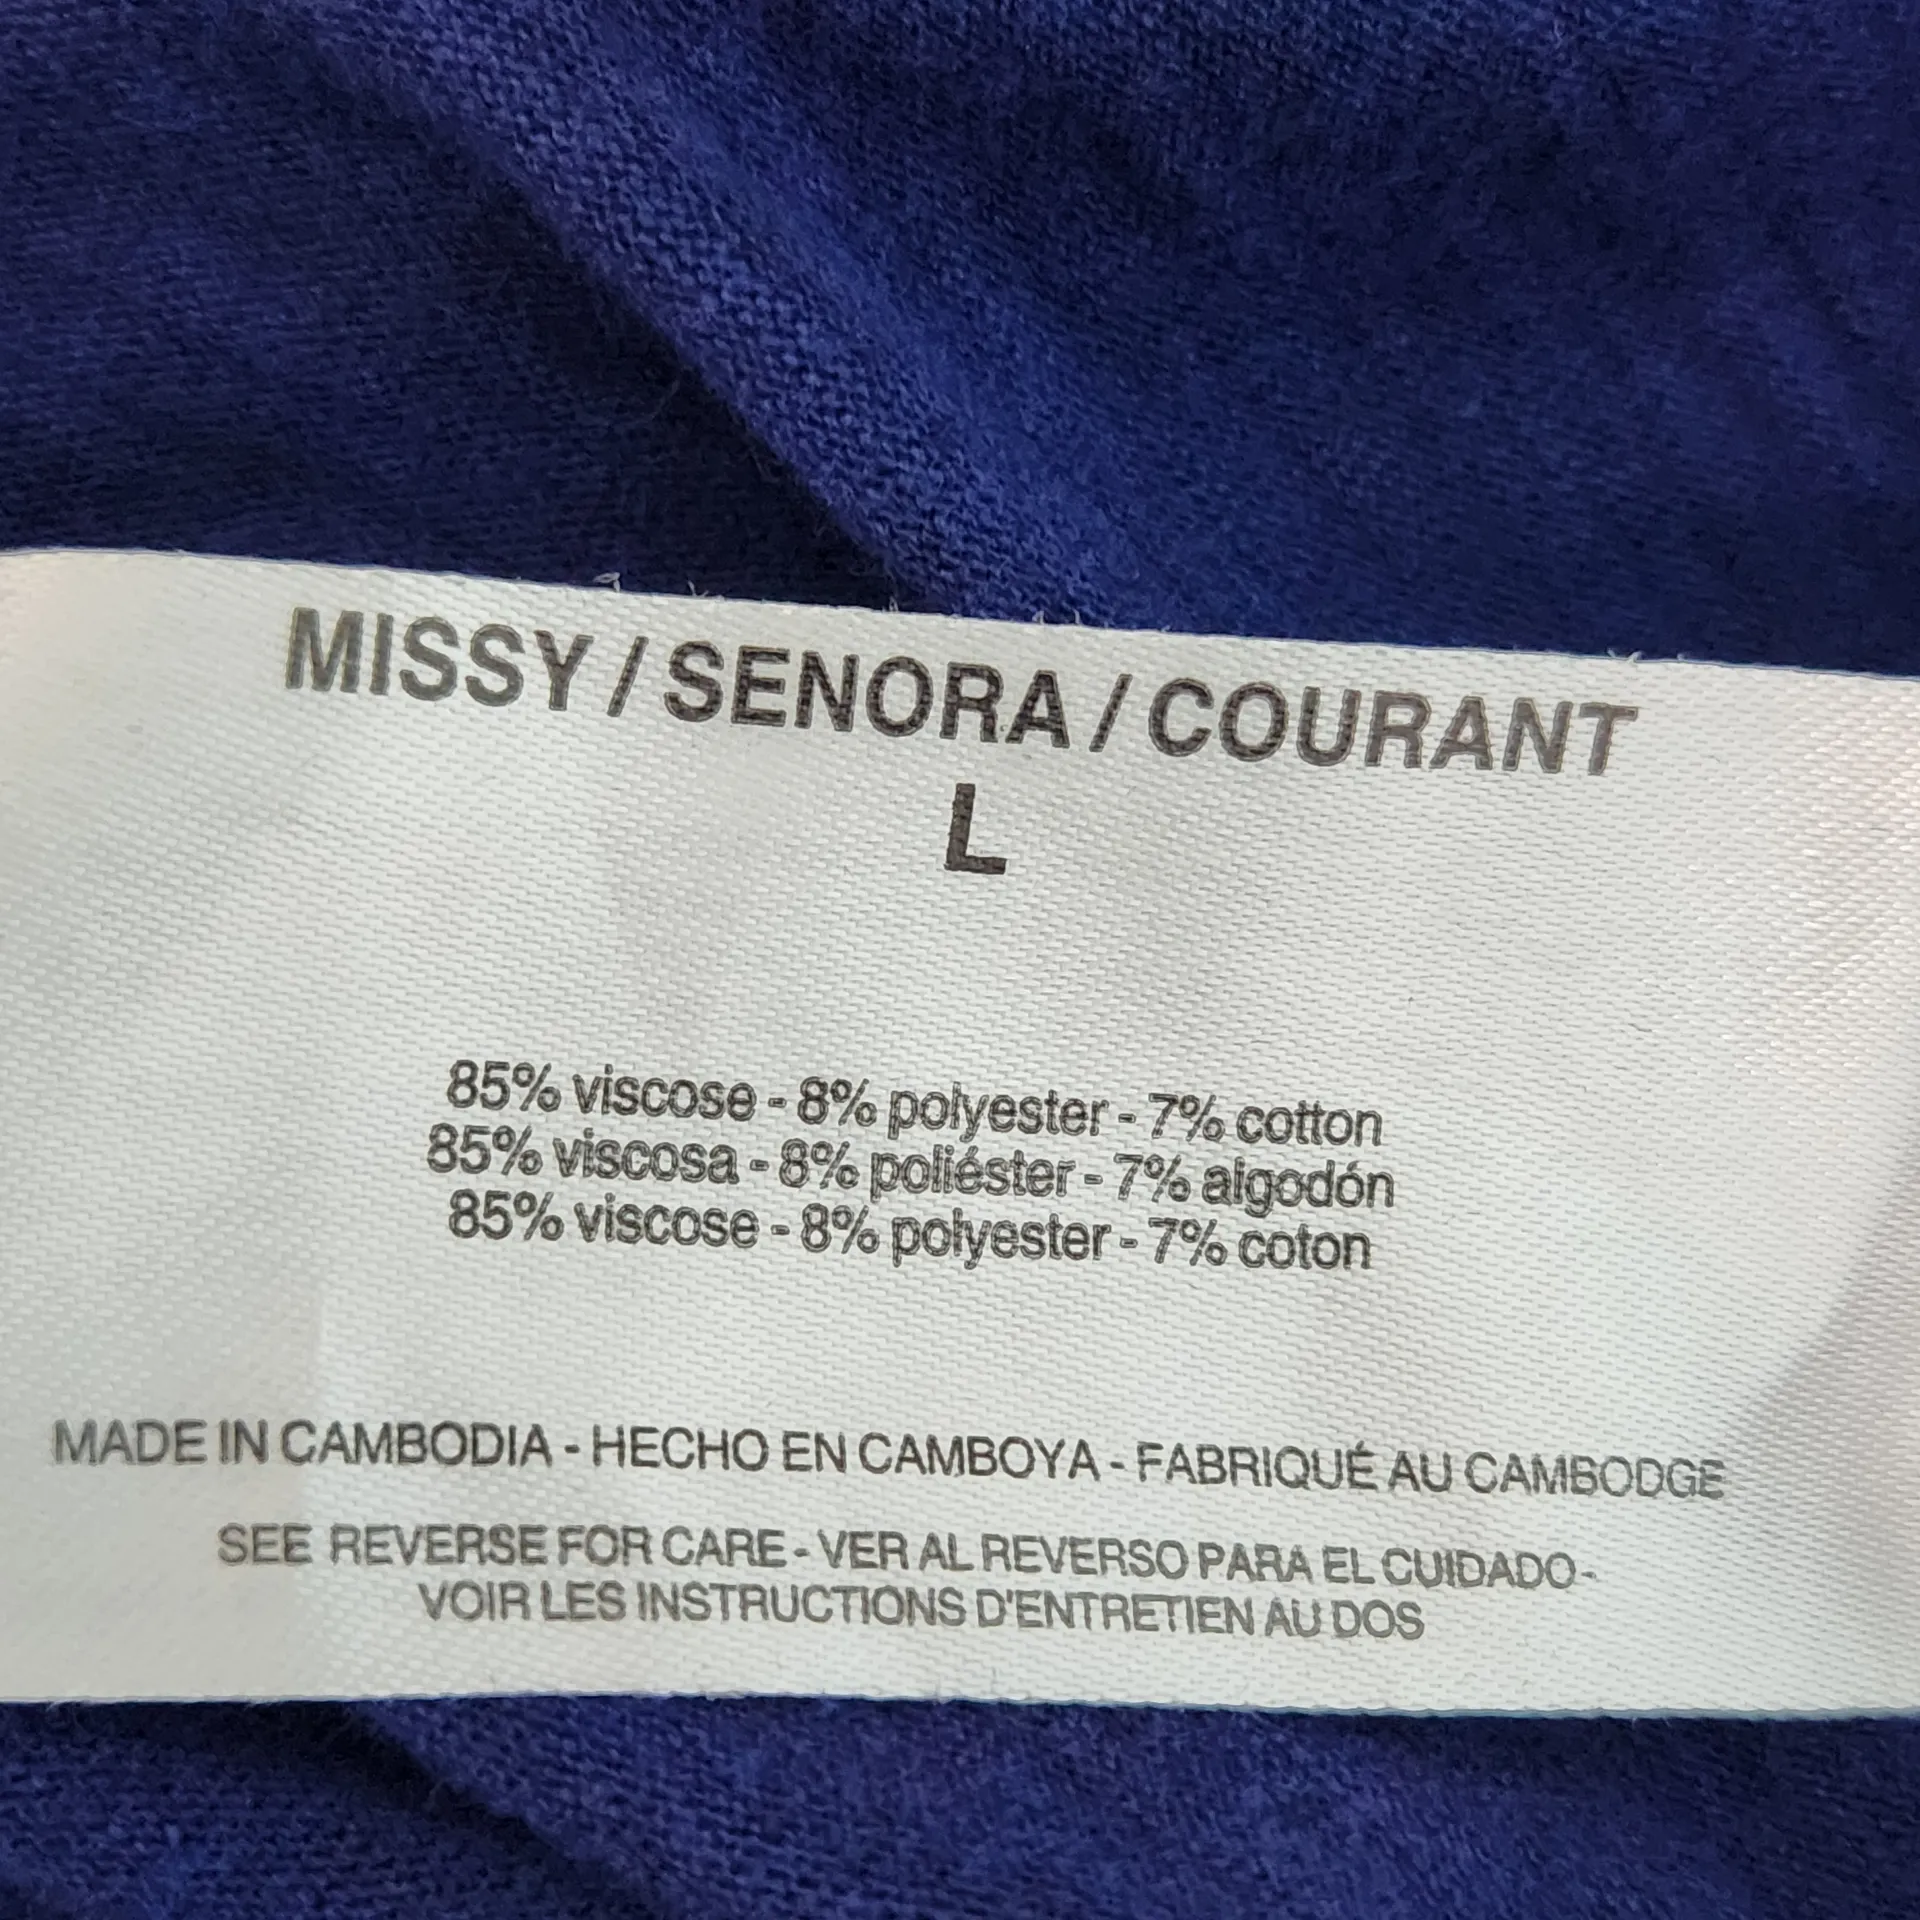 MISSY / SENORA / COURANT
L
85% viscose - 8% polyester - 7% cotton
85% viscosa - 8% poliéster - 7% algodón
85% viscose - 8% polyester - 7% coton
MADE IN CAMBODIA - HECHO EN CAMBOYA - FABRIQUÉ AU CAMBODGE
SEE REVERSE FOR CARE - VER AL REVERSO PARA EL CUIDADO-
VOIR LES INSTRUCTIONS D'ENTRETIEN AU DOS